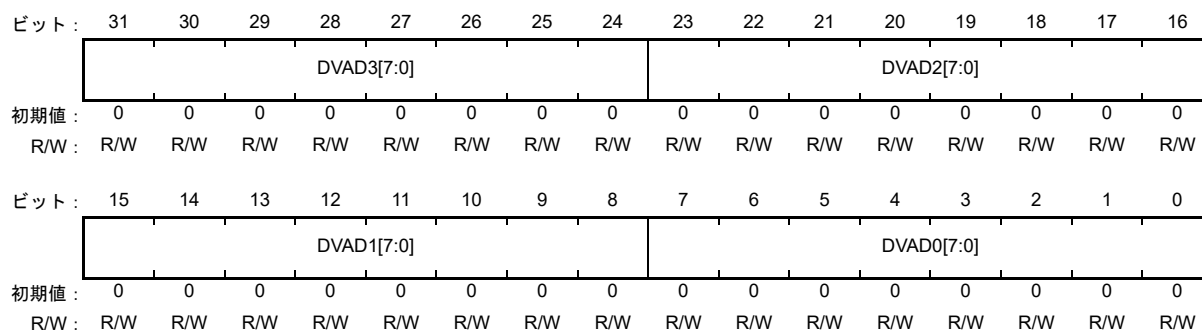 ビット： 31 30 29 28 27 26 25 24 23 22 21 20 19 18 17 16
DVAD3[7:0] DVAD2[7:0]
初期値： 0 0 0 0 0 0 0 0 0 0 0 0 0 0 0 0
R/W： R/W R/W R/W R/W R/W R/W R/W R/W R/W R/W R/W R/W R/W R/W R/W R/W
ビット： 15 14 13 12 11 10 9 8 7 6 5 4 3 2 1 0
DVAD1[7:0] DVAD0[7:0]
初期値： 0 0 0 0 0 0 0 0 0 0 0 0 0 0 0 0
R/W： R/W R/W R/W R/W R/W R/W R/W R/W R/W R/W R/W R/W R/W R/W R/W R/W